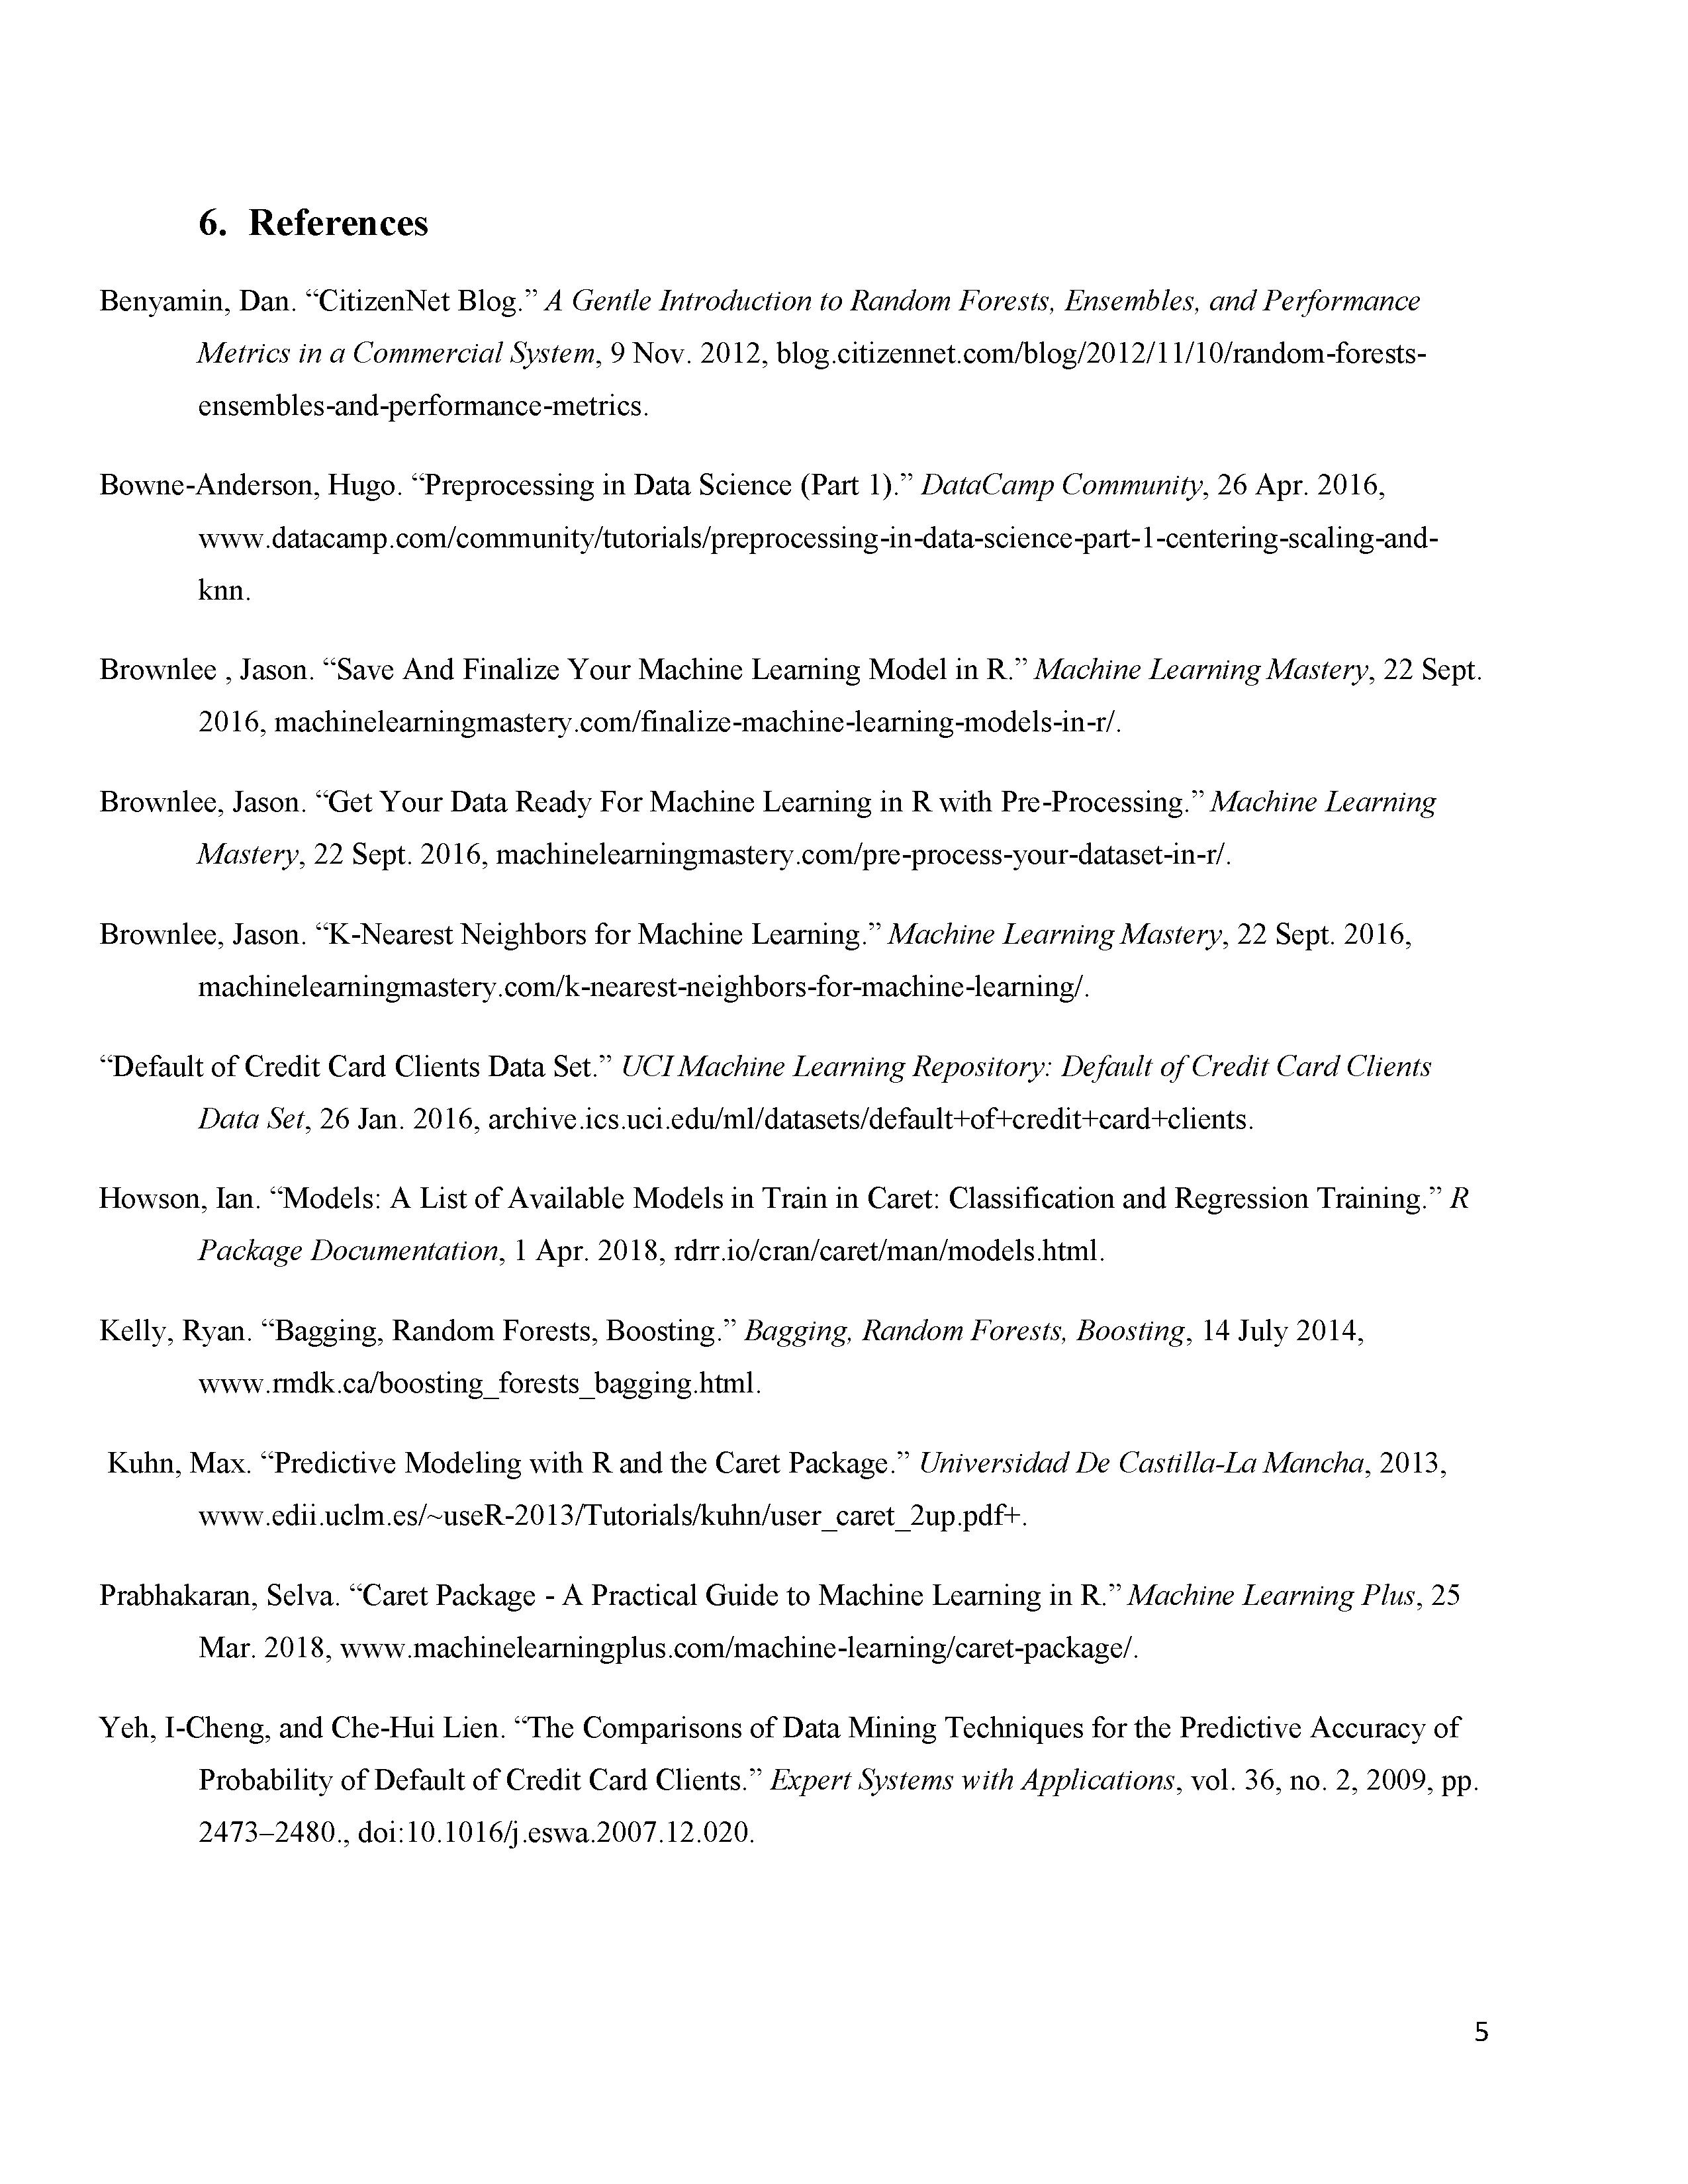 6. References
Benyamin, Dan. “CitizenNet Blog.” A Gentle Introduction to Random Forests, Ensembles, and Performance
Metrics in a Commercial System, 9 Nov. 2012, blog.citizennet.com/blog/2012/11/10/random-forests-
ensembles-and-performance-metrics.
Bowne-Anderson, Hugo. “Preprocessing in Data Science (Part 1).” DataCamp Community, 26 Apr. 2016,
www.datacamp.com/community/tutorials/preprocessing-in-data-science-part-1-centering-scaling-and-
knn.
Brownlee , Jason. “Save And Finalize Your Machine Learning Model in R.” Machine Learning Mastery, 22 Sept.
2016, machinelearningmastery.com/finalize-machine-learning-models-in-r/.
Brownlee, Jason. “Get Your Data Ready For Machine Learning in R with Pre-Processing.” Machine Learning
Mastery, 22 Sept. 2016, machinelearningmastery.com/pre-process-your-dataset-in-r/.
Brownlee, Jason. “K-Nearest Neighbors for Machine Learning.” Machine Learning Mastery, 22 Sept. 2016,
machinelearningmastery.com/k-nearest-neighbors-for-machine-learning/.
“Default of Credit Card Clients Data Set.” UCI Machine Learning Repository: Default of Credit Card Clients
Data Set, 26 Jan. 2016, archive.ics.uci.edu/ml/datasets/default+of+credit+card+clients.
Howson, Ian. “Models: A List of Available Models in Train in Caret: Classification and Regression Training.” R
Package Documentation, 1 Apr. 2018, rdrr.io/cran/caret/man/models.html.
Kelly, Ryan. “Bagging, Random Forests, Boosting.” Bagging, Random Forests, Boosting, 14 July 2014,
www.rmdk.ca/boosting_forests_bagging.html.
Kuhn, Max. “Predictive Modeling with R and the Caret Package.” Universidad De Castilla-La Mancha, 2013,
www.edii.uclm.es/~useR-2013/Tutorials/kuhn/user_caret_2up.pdf+.
Prabhakaran, Selva. “Caret Package - A Practical Guide to Machine Learning in R.” Machine Learning Plus, 25
Mar. 2018, www.machinelearningplus.com/machine-learning/caret-package/.
Yeh, I-Cheng, and Che-Hui Lien. “The Comparisons of Data Mining Techniques for the Predictive Accuracy of
Probability of Default of Credit Card Clients.” Expert Systems with Applications, vol. 36, no. 2, 2009, pp.
2473–2480., doi:10.1016/j.eswa.2007.12.020.
5